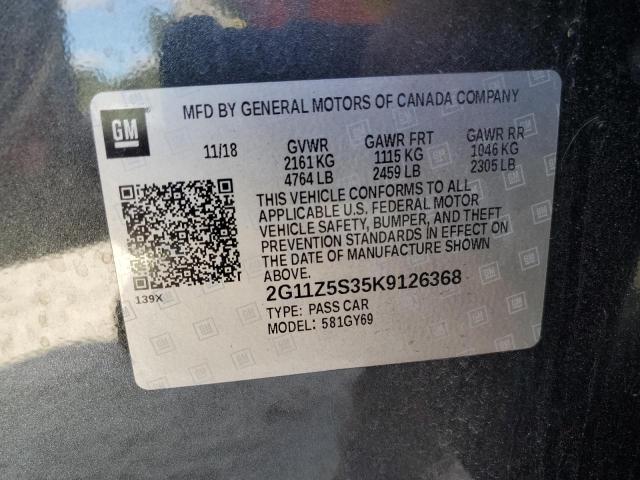 MFD BY GENERAL MOTORS OF CANADA COMPANY
GM
11/18 GVWR GAWR FRT GAWR RR
2161 KG 1115 KG 1046 KG
4764 LB 2459 LB 2305 LB
THIS VEHICLE CONFORMS TO ALL
APPLICABLE U.S. FEDERAL MOTOR
VEHICLE SAFETY, BUMPER, AND THEFT
PREVENTION STANDARDS IN EFFECT ON
THE DATE OF MANUFACTURE SHOWN
ABOVE.
139X
2G11Z5S35K9126368
TYPE: PASS CAR
MODEL: 581GY69